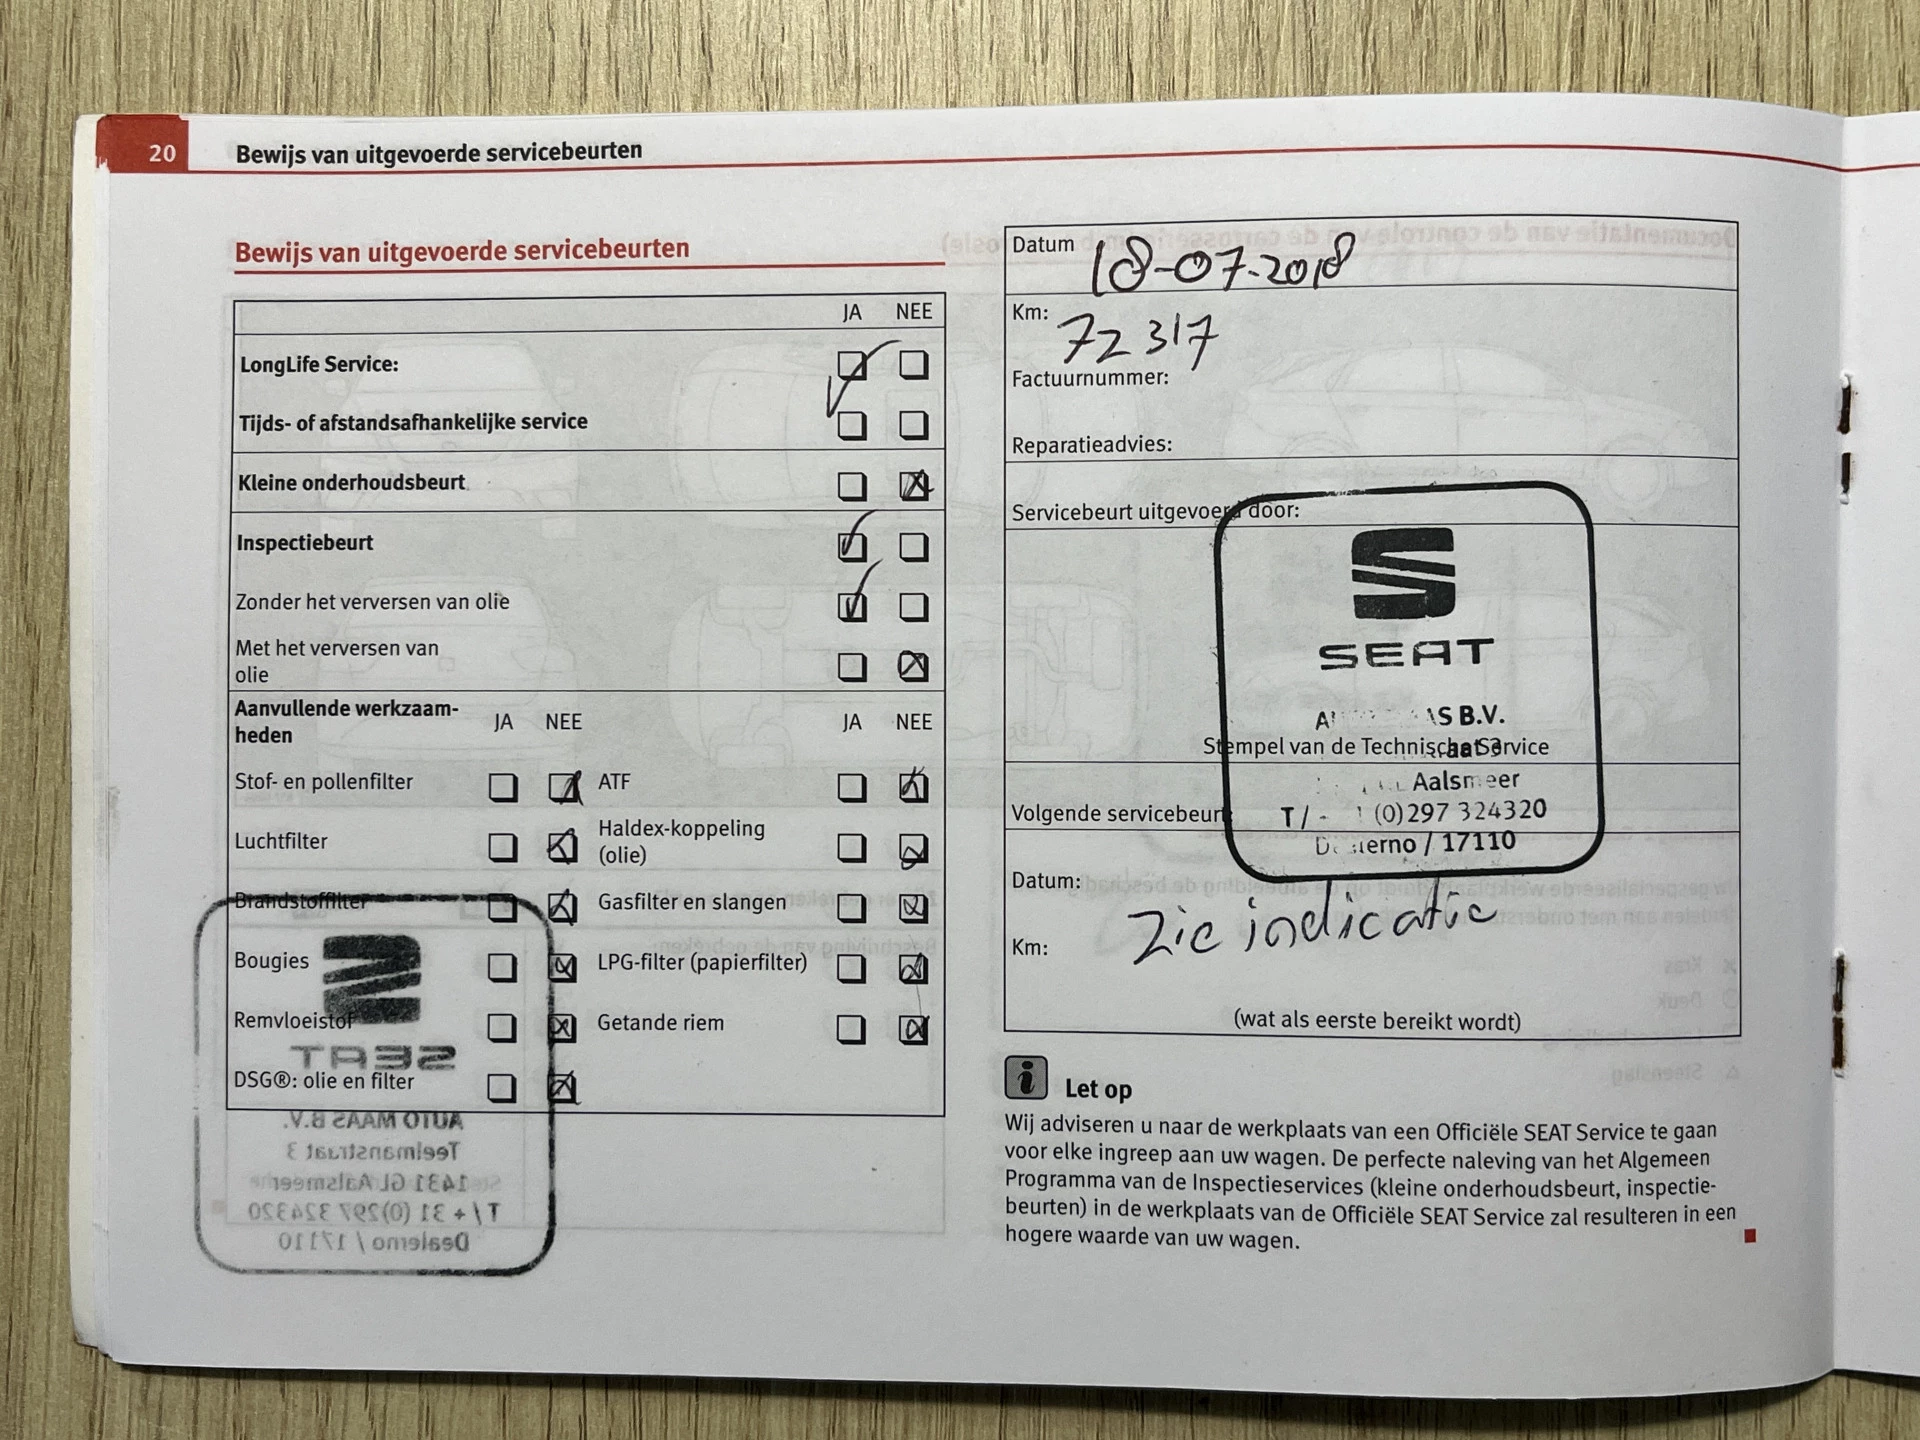 20 Bewijs van uitgevoerde servicebeurten
Bewijs van uitgevoerde servicebeurten
JA NEE
LongLife Service:
Tijds- of afstandsafhankelijke service
Kleine onderhoudsbeurt
Inspectiebeurt
Zonder het verversen van olie
Met het verversen van
olie
Aanvullende werkzaam-
heden
JA NEE JA NEE
Stof- en pollenfilter ATF
Luchtfilter Haldex-koppeling
(olie)
Brandstoffilter Gasfilter en slangen
Bougies LPG-filter (papierfilter)
Remvloeistof Getande riem
DSG®: olie en filter
SEAT
AUTO MAAS B.V.
Teelmanstraat 3
1431 GL Aalsmeer
T / + 31 (0)297 324320
Dealerno / 17110
Datum 18-07-2018
Km: 72317
Factuurnummer:
Reparatieadvies:
Servicebeurt uitgevoerd door:
SEAT
B.V.
Stempel van de Technische Service
Aalsmeer
T / (0)297 324320
Dealerno / 17110
Volgende servicebeurt:
Datum:
Zie indicatie
Km:
(wat als eerste bereikt wordt)
i Let op
Wij adviseren u naar de werkplaats van een Officiële SEAT Service te gaan
voor elke ingreep aan uw wagen. De perfecte naleving van het Algemeen
Programma van de Inspectieservices (kleine onderhoudsbeurt, inspectie-
beurten) in de werkplaats van de Officiële SEAT Service zal resulteren in een
hogere waarde van uw wagen.